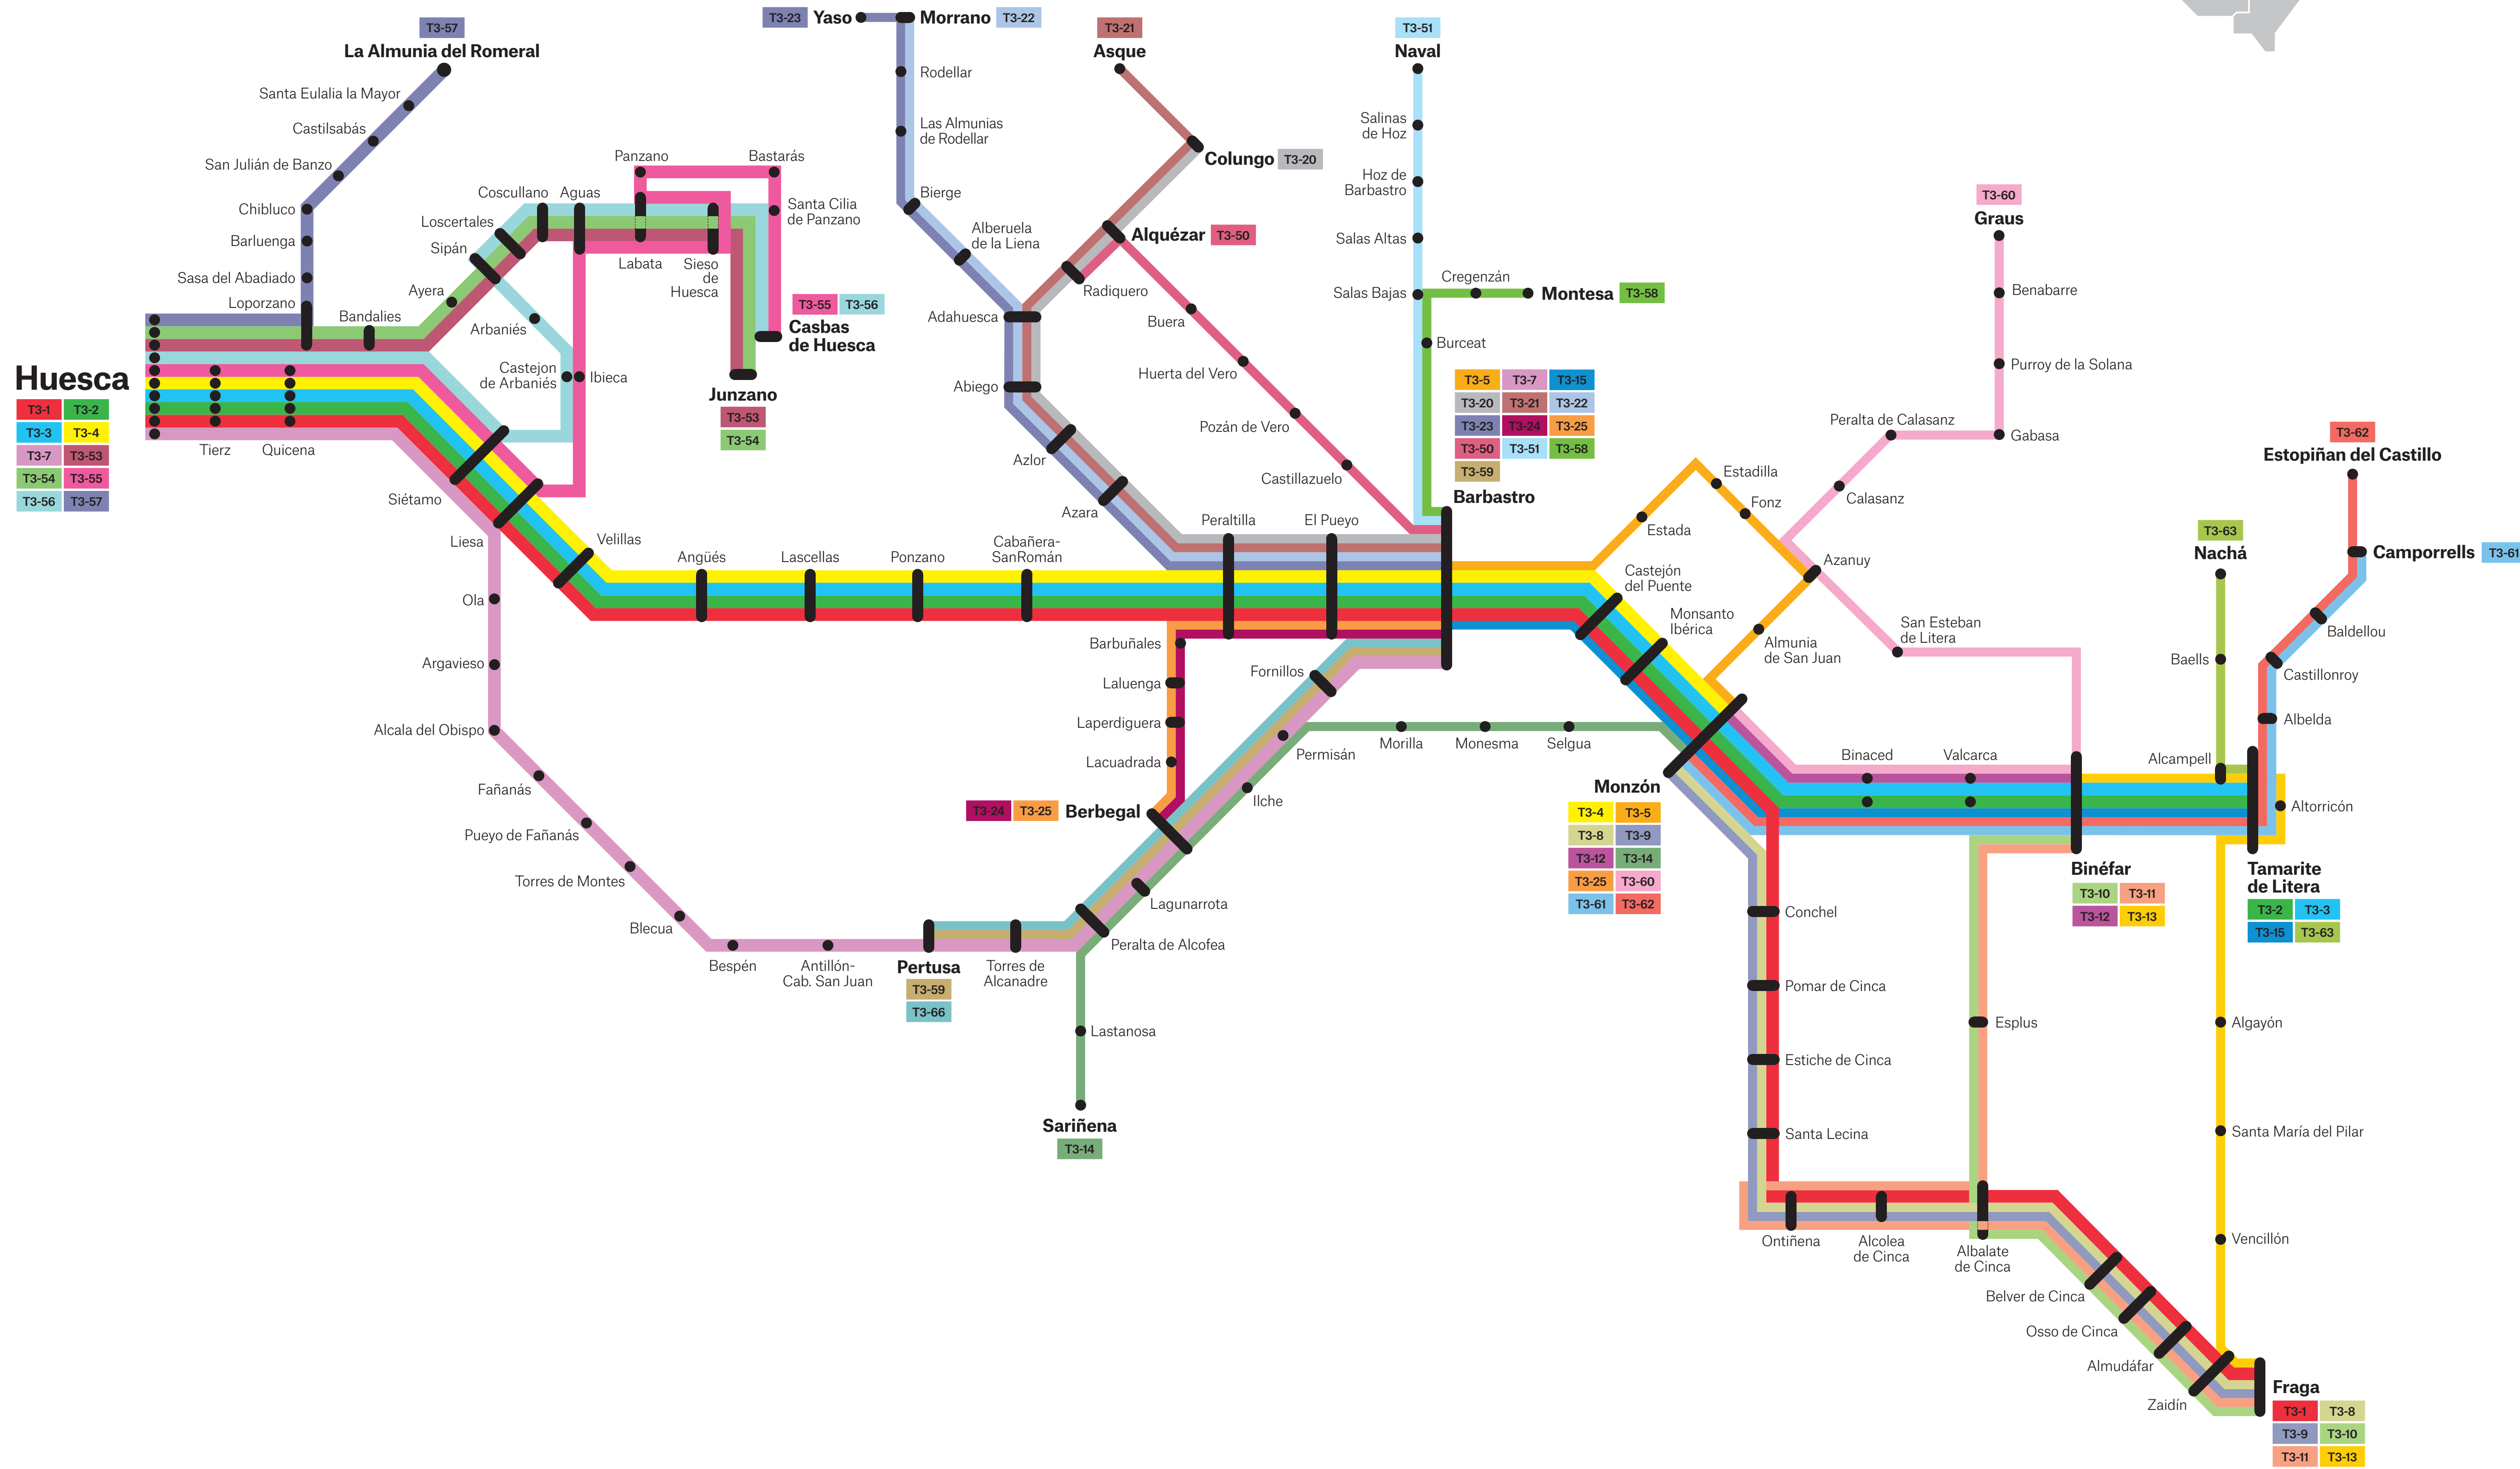 T3-57
La Almunia del Romeral
Santa Eulalia la Mayor
Castilsabás
San Julián de Banzo
Chibluco
Barluenga
Sasa del Abadiado
Loporzano
Bandalies
Ayera
Sipán
Loscertales
Coscullano
Aguas
Panzano
Bastarás
Santa Cilia
de Panzano
Labata
Sieso
de
Huesca
Arbaniés
Castejon
de Arbaniés
Ibieca
T3-55 T3-56
Casbas
de Huesca
Junzano
T3-53
T3-54
Huesca
T3-1 T3-2
T3-3 T3-4
T3-7 T3-53
T3-54 T3-55
T3-56 T3-57
Tierz
Quicena
Siétamo
Liesa
Velillas
Angüés
Lascellas
Ponzano
Cabañera-
SanRomán
Ola
Argavieso
Alcala del Obispo
Fañanás
Pueyo de Fañanás
Torres de Montes
Blecua
Bespén
Antillón-
Cab. San Juan
Pertusa
T3-59
T3-66
Torres de
Alcanadre
Peralta de Alcofea
Lagunarrota
Lastanosa
Sariñena
T3-14
T3-23 Yaso
Morrano T3-22
Rodellar
Las Almunias
de Rodellar
Bierge
Alberuela
de la Liena
Adahuesca
Abiego
Azlor
Azara
Peraltilla
El Pueyo
T3-21
Asque
Colungo T3-20
Alquézar T3-50
Radiquero
Buera
Huerta del Vero
Pozán de Vero
Castillazuelo
T3-51
Naval
Salinas
de Hoz
Hoz de
Barbastro
Salas Altas
Salas Bajas
Cregenzán
Montesa T3-58
Burceat
T3-5 T3-7 T3-15
T3-20 T3-21 T3-22
T3-23 T3-24 T3-25
T3-50 T3-51 T3-58
T3-59
Barbastro
Barbuñales
Laluenga
Laperdiguera
Lacuadrada
T3-24 T3-25 Berbegal
Fornillos
Permisán
Ilche
Morilla
Monesma
Selgua
Estada
Estadilla
Fonz
Azanuy
Almunia
de San Juan
Castejón
del Puente
Monsanto
Ibérica
Monzón
T3-4 T3-5
T3-8 T3-9
T3-12 T3-14
T3-25 T3-60
T3-61 T3-62
T3-60
Graus
Benabarre
Purroy de la Solana
Gabasa
Peralta de Calasanz
Calasanz
San Esteban
de Litera
Binaced
Valcarca
Binéfar
T3-10 T3-11
T3-12 T3-13
T3-62
Estopiñan del Castillo
Camporrells T3-61
Baldellou
Castillonroy
Albelda
T3-63
Nachá
Baells
Alcampell
Altorricón
Tamarite
de Litera
T3-2 T3-3
T3-15 T3-63
Conchel
Pomar de Cinca
Estiche de Cinca
Santa Lecina
Ontiñena
Alcolea
de Cinca
Albalate
de Cinca
Esplus
Algayón
Santa María del Pilar
Vencillón
Belver de Cinca
Osso de Cinca
Almudáfar
Zaidín
Fraga
T3-1 T3-8
T3-9 T3-10
T3-11 T3-13